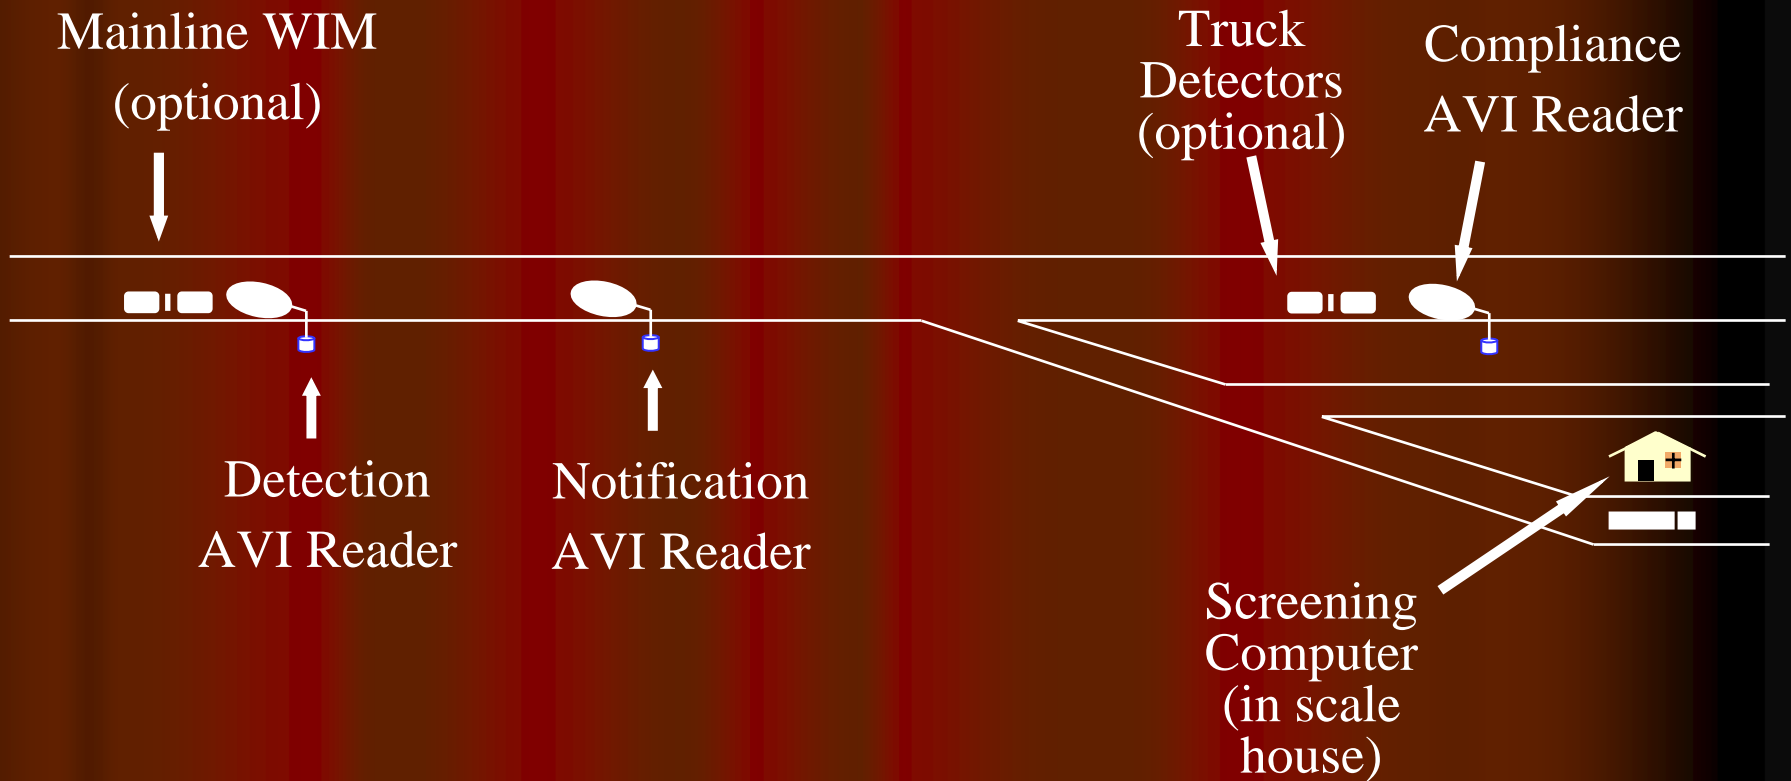 Mainline WIM
(optional)
Truck
Detectors
(optional)
Compliance
AVI Reader
Detection
AVI Reader
Notification
AVI Reader
Screening
Computer
(in scale
house)